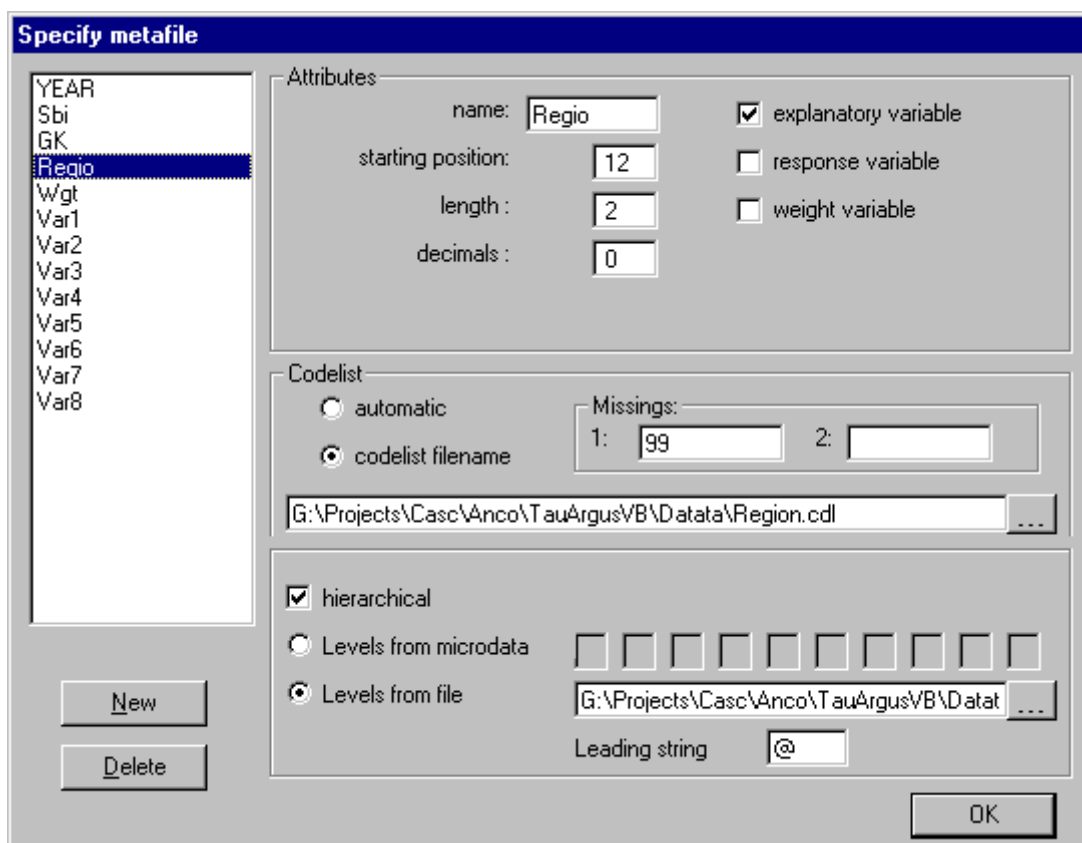 Specify metafile
YEAR
Sbi
GK
Regio
Wgt
Var1
Var2
Var3
Var4
Var5
Var6
Var7
Var8
New
Delete
Attributes
name: Regio
starting position: 12
length : 2
decimals : 0
explanatory variable
response variable
weight variable
Codelist
automatic
codelist filename
Missings:
1: 99 2:
G:\Projects\Casc\Anco\TauArgusVB\Datata\Region.cdl ...
hierarchical
Levels from microdata
Levels from file G:\Projects\Casc\Anco\TauArgusVB\Datat ...
Leading string @
OK